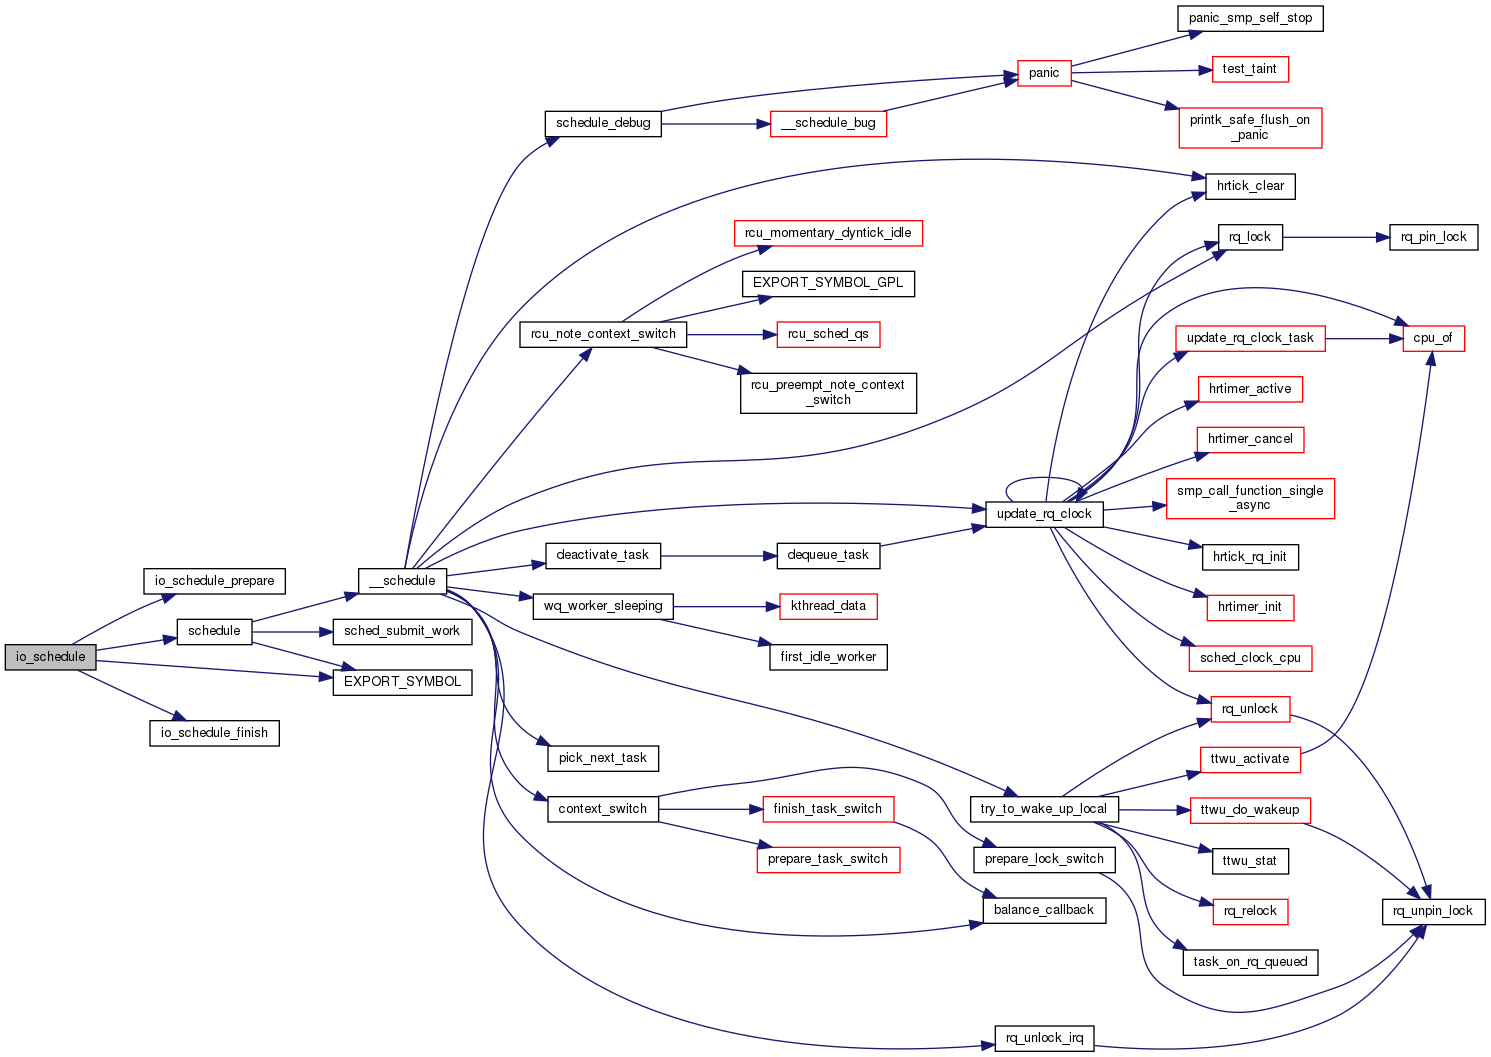 panic_smp_self_stop
panic
test_taint
schedule_debug
__schedule_bug
printk_safe_flush_on
_panic
hrtick_clear
rcu_momentary_dyntick_idle
rq_lock
rq_pin_lock
EXPORT_SYMBOL_GPL
rcu_note_context_switch
rcu_sched_qs
update_rq_clock_task
cpu_of
rcu_preempt_note_context
_switch
hrtimer_active
hrtimer_cancel
smp_call_function_single
_async
update_rq_clock
deactivate_task
dequeue_task
hrtick_rq_init
io_schedule_prepare
__schedule
wq_worker_sleeping
kthread_data
hrtimer_init
schedule
sched_submit_work
io_schedule
first_idle_worker
sched_clock_cpu
EXPORT_SYMBOL
rq_unlock
io_schedule_finish
pick_next_task
ttwu_activate
context_switch
finish_task_switch
try_to_wake_up_local
ttwu_do_wakeup
prepare_task_switch
prepare_lock_switch
ttwu_stat
balance_callback
rq_relock
rq_unpin_lock
task_on_rq_queued
rq_unlock_irq